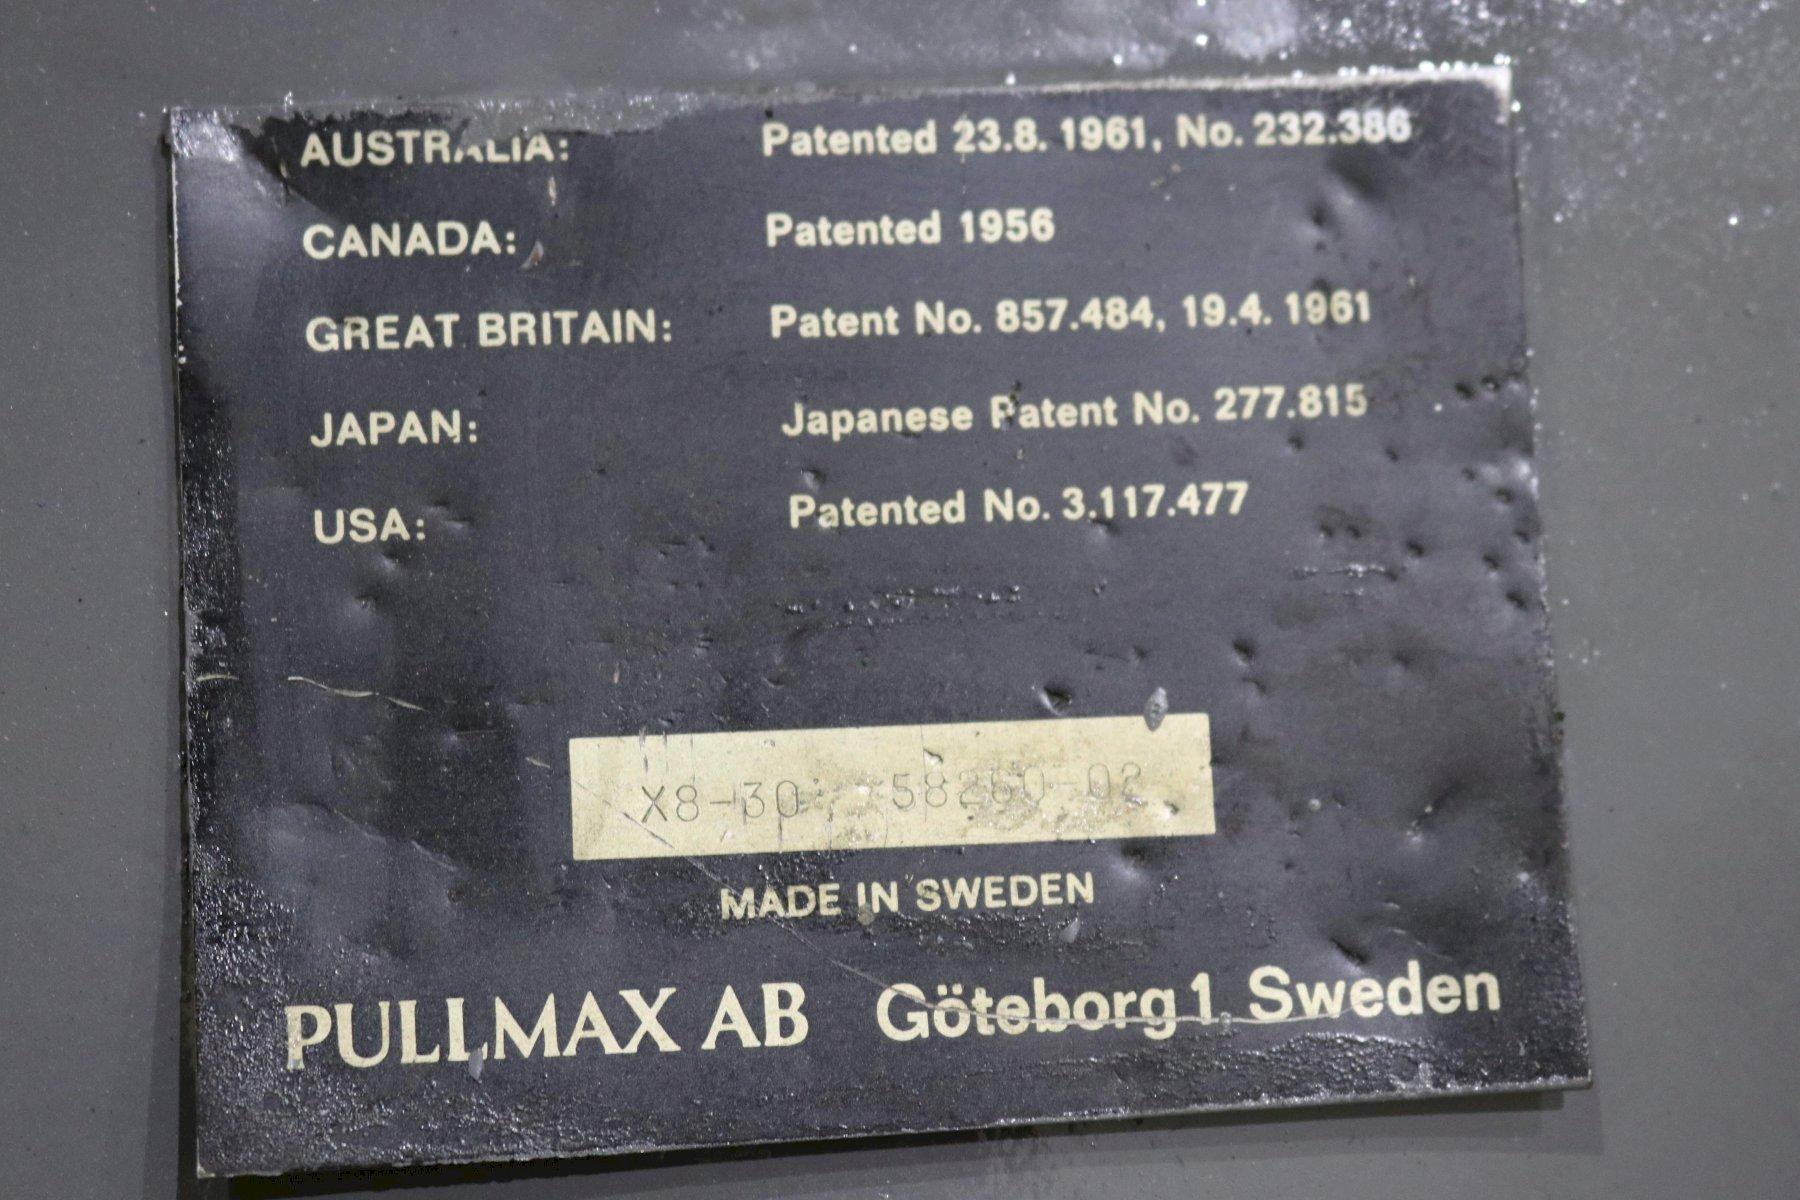 AUSTRALIA: Patented 23.8. 1961, No. 232.386
CANADA: Patented 1956
GREAT BRITAIN: Patent No. 857.484, 19.4. 1961
JAPAN: Japanese Patent No. 277.815
USA: Patented No. 3.117.477
X8-30 58260-02
MADE IN SWEDEN
PULLMAX AB Göteborg 1, Sweden